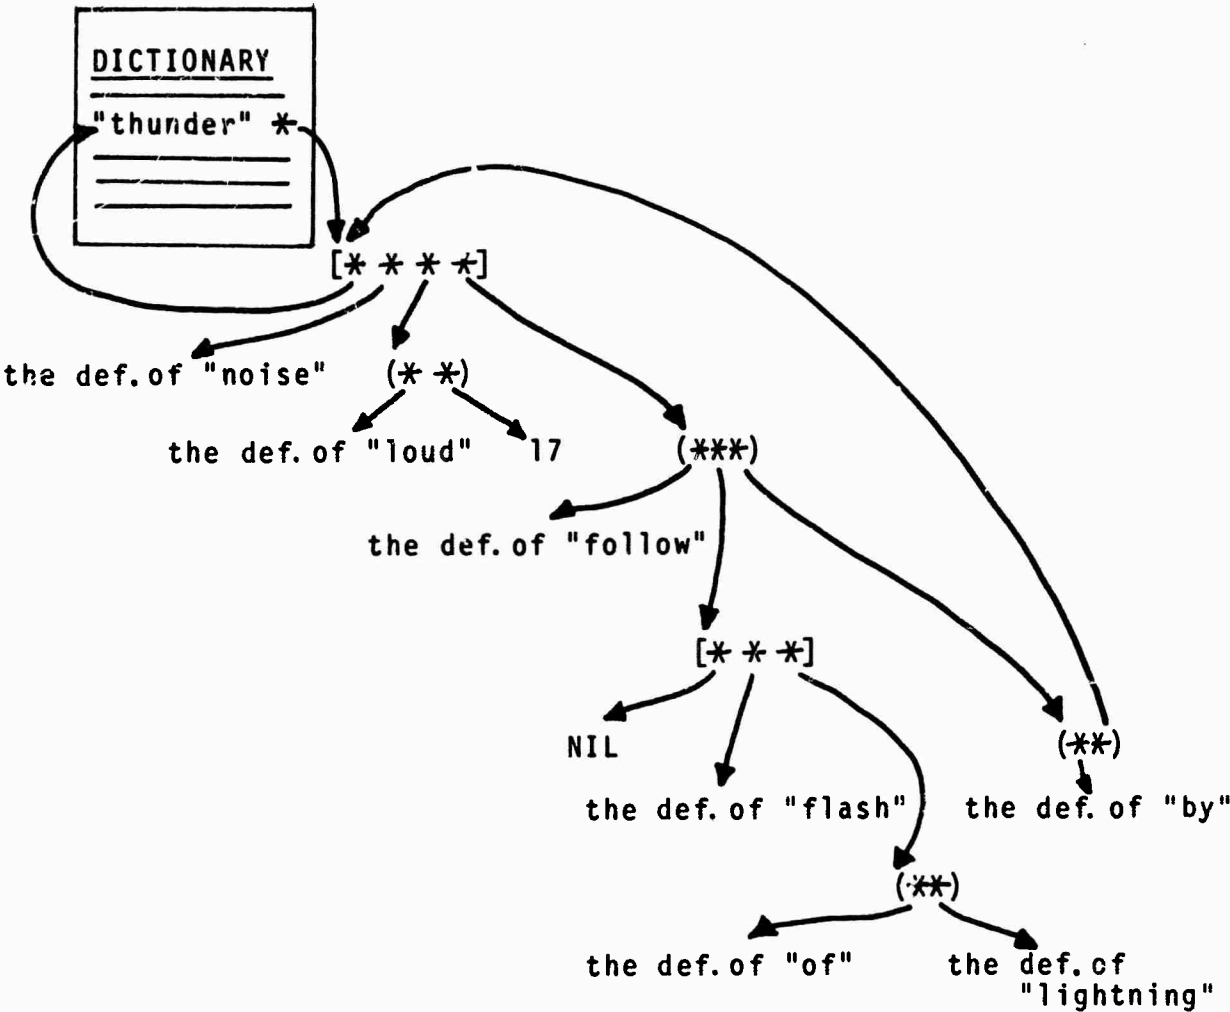 DICTIONARY
"thunder" *
[* * * *]
the def. of "noise"
(* *)
the def. of "loud"
17
(***)
the def. of "follow"
[* * *]
NIL
(**)
the def. of "flash"
the def. of "by"
(**)
the def. of "of"
the def. of
"lightning"